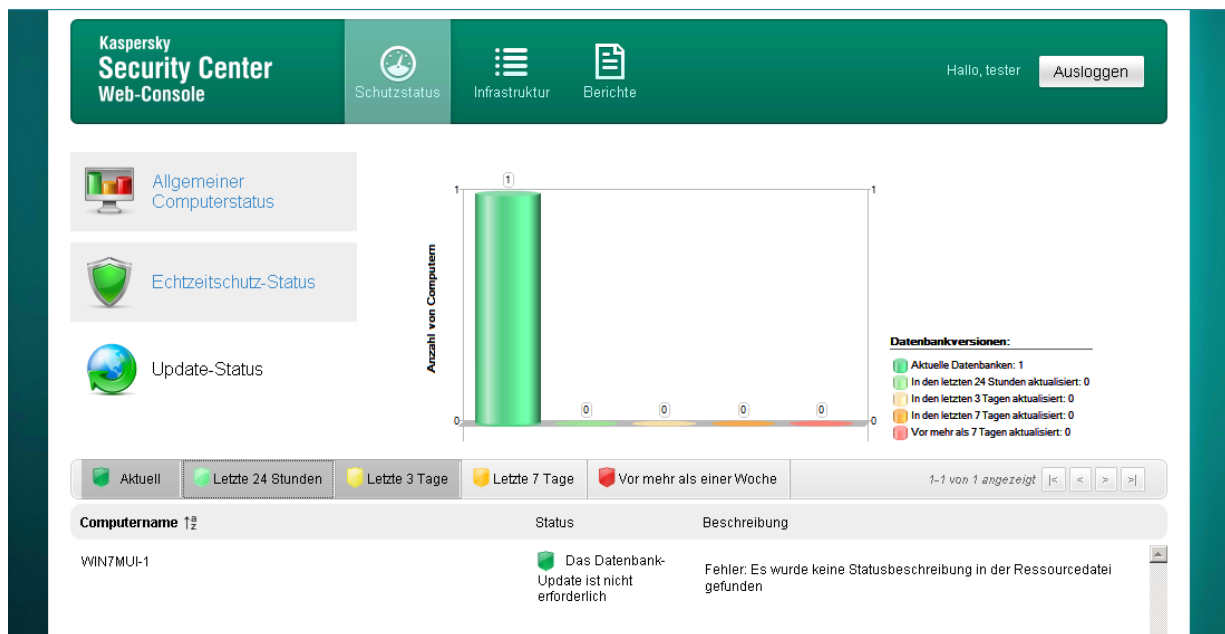 Kaspersky
Security Center
Web-Console
Schutzstatus
Infrastruktur
Berichte
Hallo, tester
Ausloggen
Allgemeiner
Computerstatus
Echtzeitschutz-Status
Update-Status
Anzahl von Computern
1
1
1
0
0
0
0
0
0
Datenbankversionen:
Aktuelle Datenbanken: 1
In den letzten 24 Stunden aktualisiert: 0
In den letzten 3 Tagen aktualisiert: 0
In den letzten 7 Tagen aktualisiert: 0
Vor mehr als 7 Tagen aktualisiert: 0
Aktuell
Letzte 24 Stunden
Letzte 3 Tage
Letzte 7 Tage
Vor mehr als einer Woche
1-1 von 1 angezeigt |< < > >|
Computername ↑a z
Status
Beschreibung
WIN7MUI-1
Das Datenbank-
Update ist nicht
erforderlich
Fehler: Es wurde keine Statusbeschreibung in der Ressourcedatei
gefunden